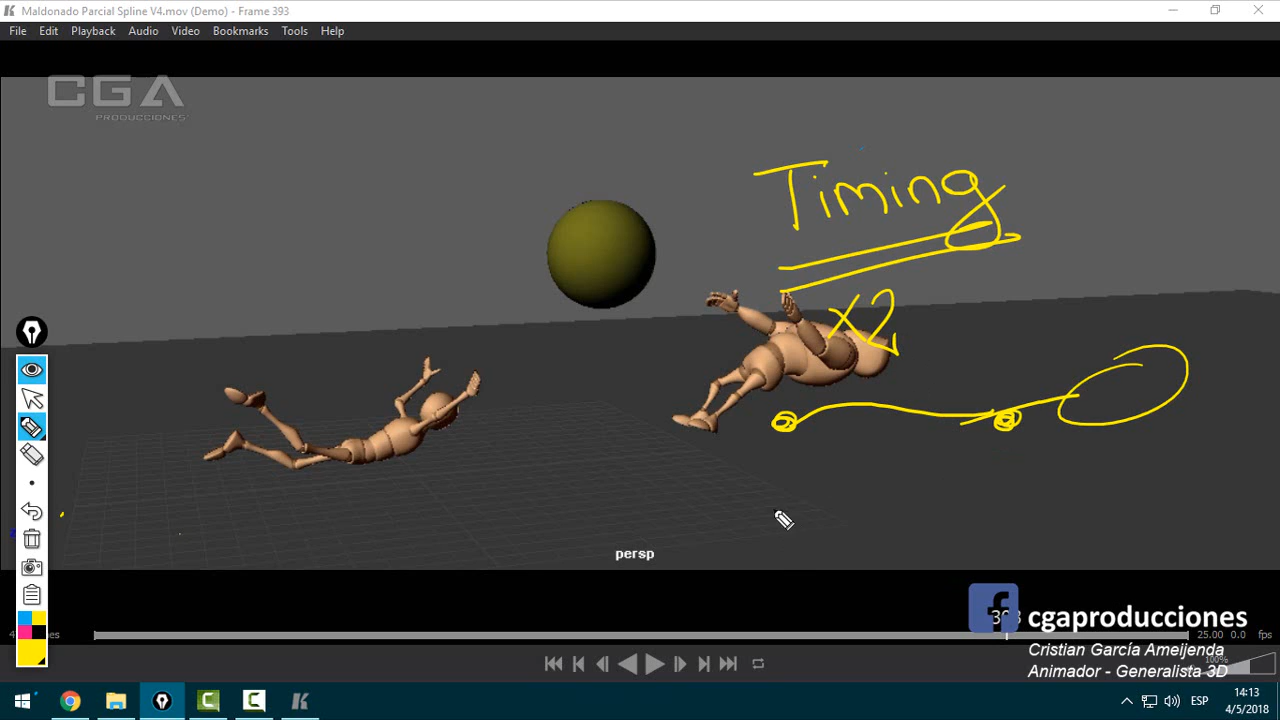 Maldonado Parcial Spline V4.mov (Demo) - Frame 393
File Edit Playback Audio Video Bookmarks Tools Help
CGA
PRODUCCIONES
Timing
x2
persp
cgaproducciones
25.00 0.0 fps
Cristian García Ameijenda
100%
Animador - Generalista 3D
ESP
14:13
4/5/2018